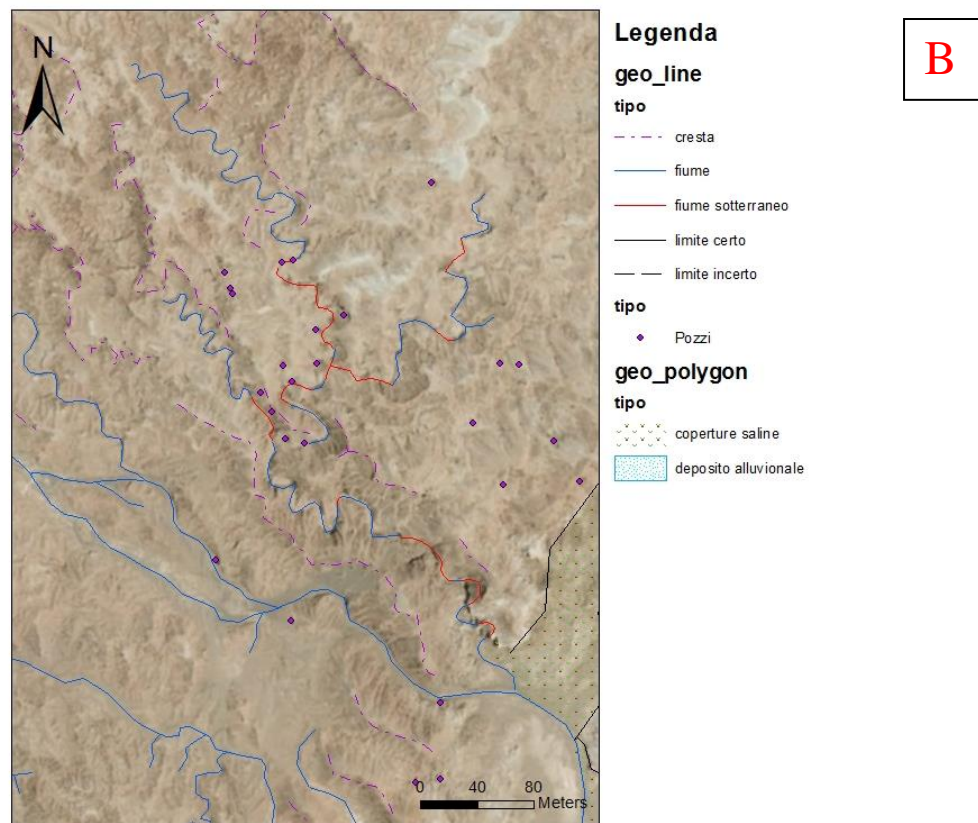 N
Legenda
B
geo_line
tipo
cresta
fiume
fiume sotterraneo
limite certo
limite incerto
tipo
Pozzi
geo_polygon
tipo
coperture saline
deposito alluvionale
0 40 80
Meters